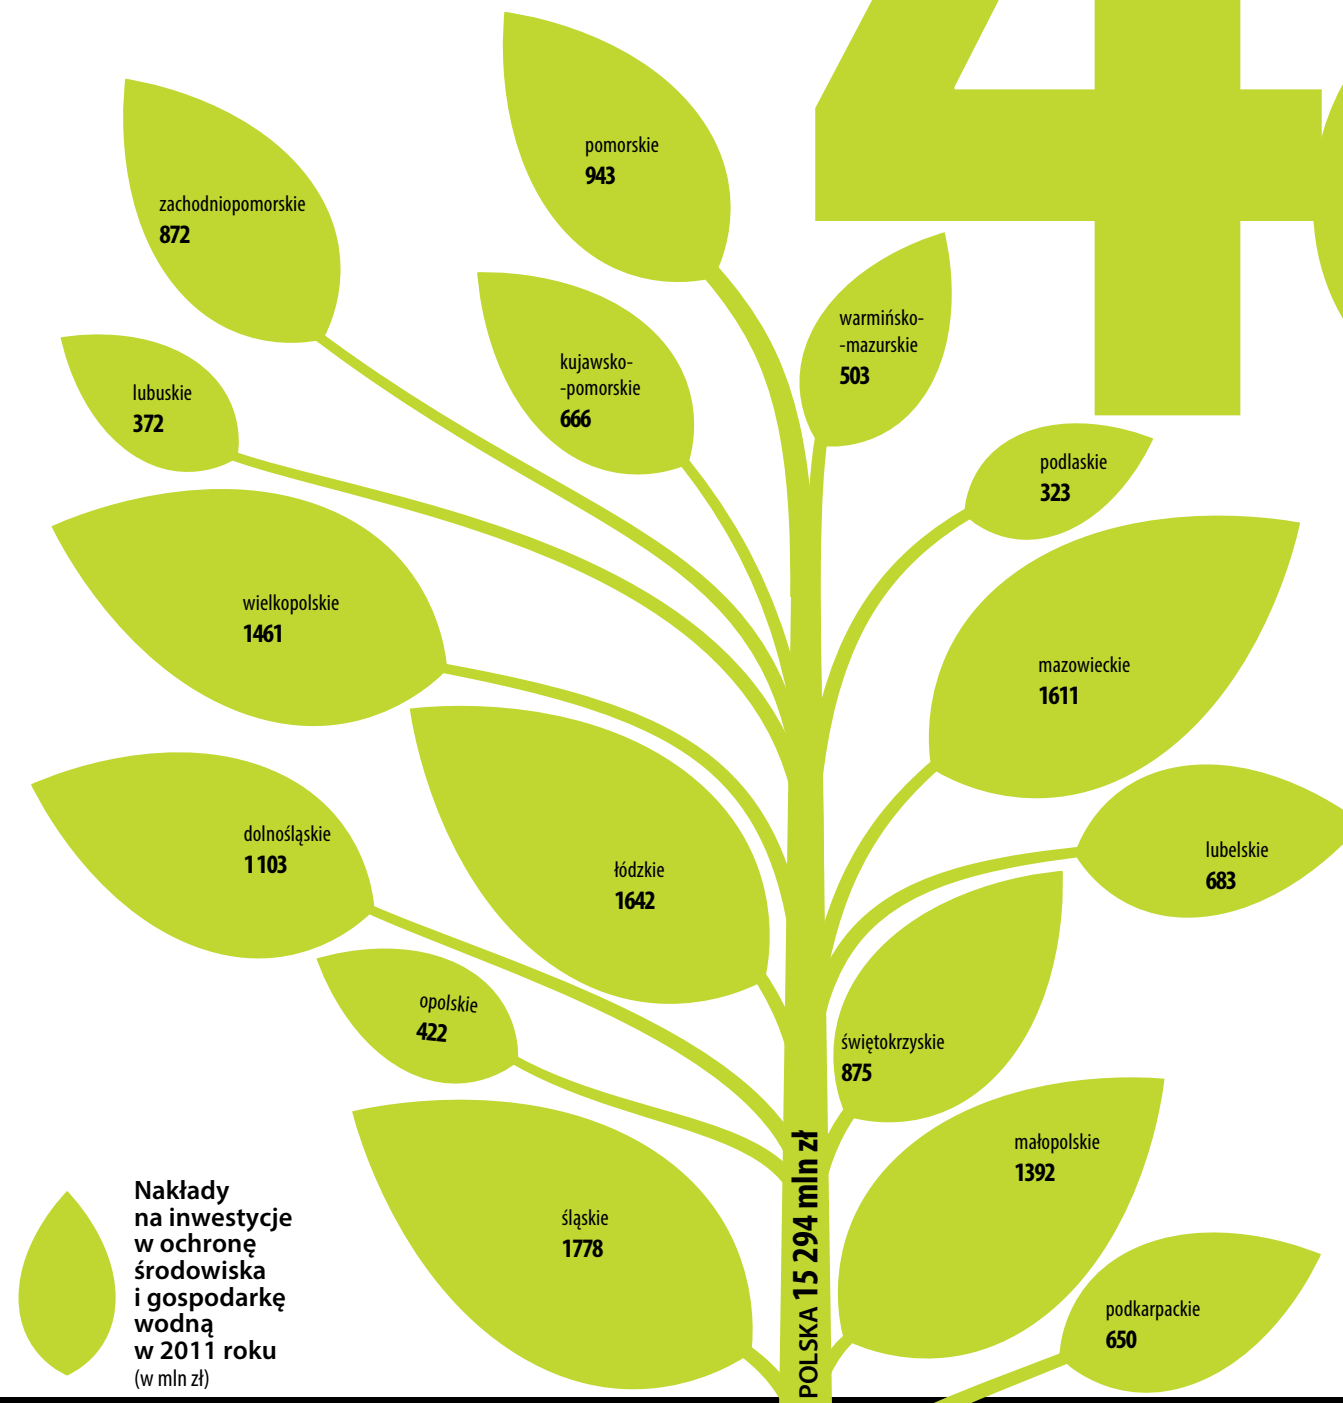 4
pomorskie
943
zachodniopomorskie
872
warmińsko-
-mazurskie
503
kujawsko-
-pomorskie
666
lubuskie
372
podlaskie
323
wielkopolskie
1461
mazowieckie
1611
dolnośląskie
1103
łódzkie
1642
lubelskie
683
opolskie
422
świętokrzyskie
875
małopolskie
1392
śląskie
1778
podkarpackie
650
POLSKA 15 294 mln zł
Nakłady
na inwestycje
w ochronę
środowiska
i gospodarkę
wodną
w 2011 roku
(w mln zł)